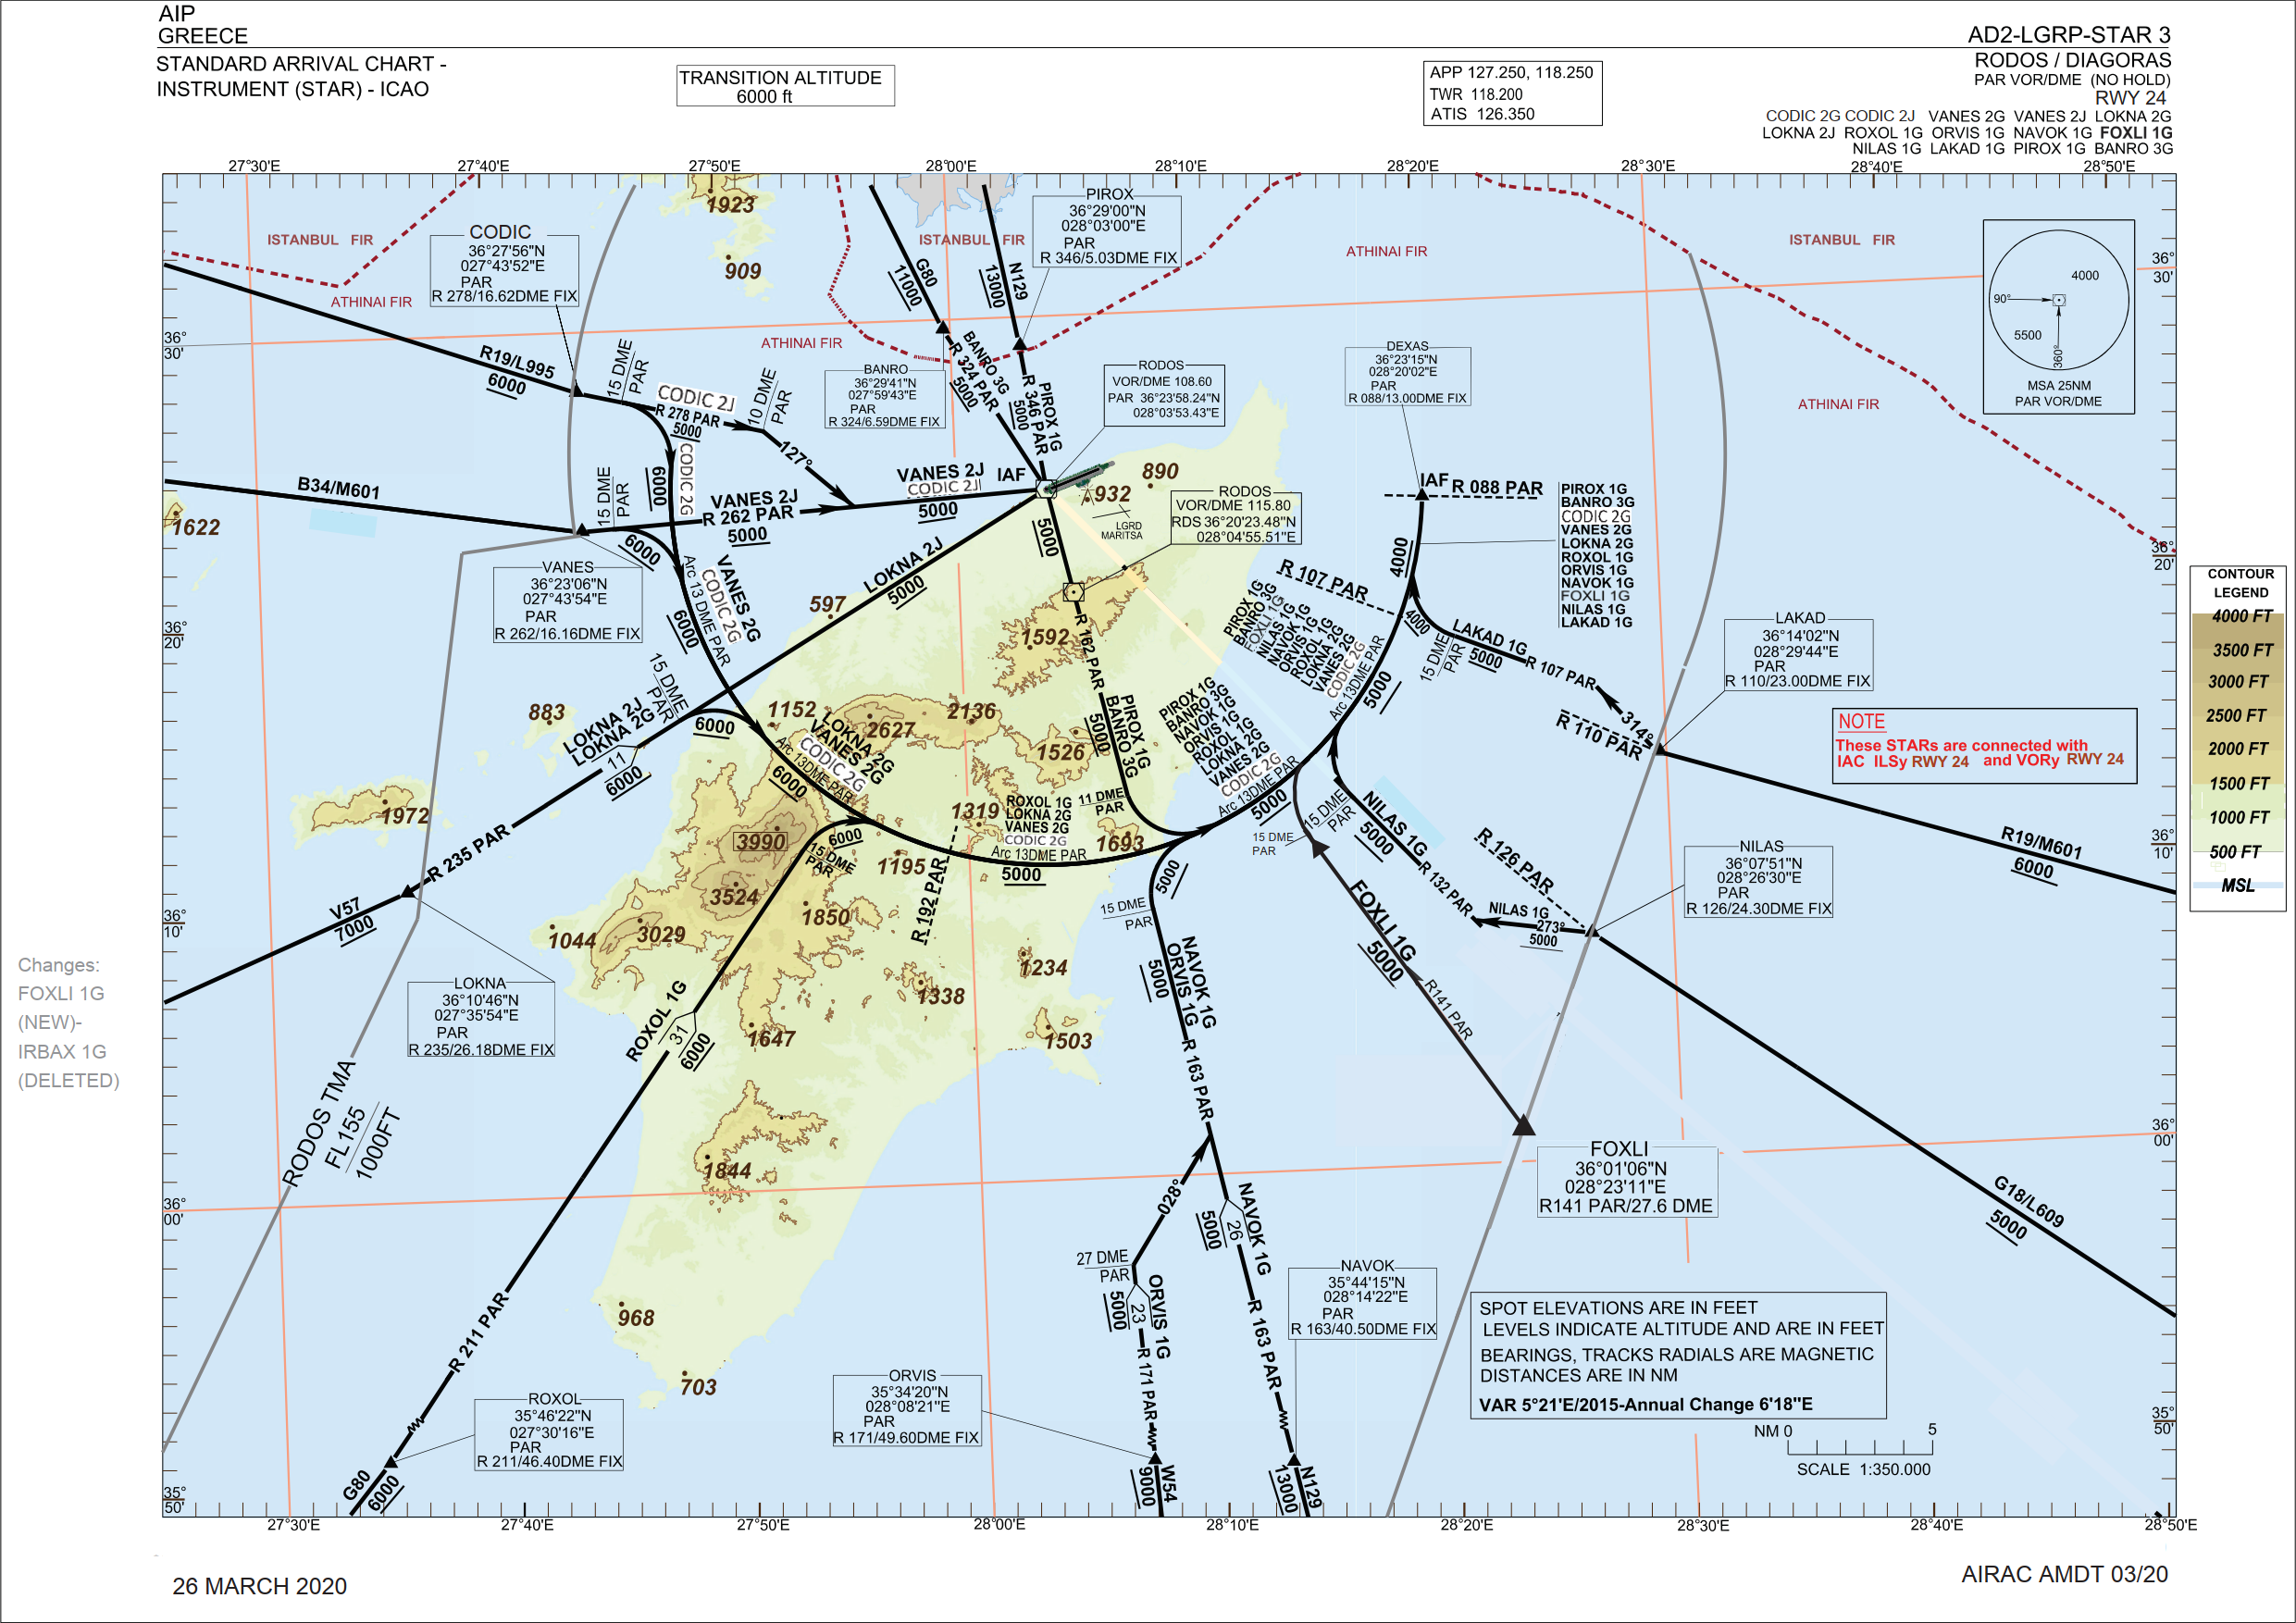 AIP
GREECE
STANDARD ARRIVAL CHART -
INSTRUMENT (STAR) - ICAO
TRANSITION ALTITUDE
6000 ft
APP 127.250, 118.250
TWR 118.200
ATIS 126.350
AD2-LGRP-STAR 3
RODOS / DIAGORAS
PAR VOR/DME (NO HOLD)
RWY 24
CODIC 2G CODIC 2J VANES 2G VANES 2J LOKNA 2G
LOKNA 2J ROXOL 1G ORVIS 1G NAVOK 1G FOXLI 1G
NILAS 1G LAKAD 1G PIROX 1G BANRO 3G
27°30'E 27°40'E 27°50'E 28°00'E 28°10'E 28°20'E 28°30'E 28°40'E 28°50'E
1923
909
ISTANBUL FIR
ATHINAI FIR
CODIC
36°27'56"N
027°43'52"E
PAR
R 278/16.62DME FIX
ISTANBUL FIR
ATHINAI FIR
G80
11000
N129
13000
PIROX
36°29'00"N
028°03'00"E
PAR
R 346/5.03DME FIX
ATHINAI FIR
ISTANBUL FIR
ATHINAI FIR
4000
90°
5500
360°
MSA 25NM
PAR VOR/DME
36°
30'
36°
30'
R19/L995
6000
15 DME
PAR
CODIC 2J
R 278 PAR
5000
10 DME
PAR
127°
BANRO
36°29'41"N
027°59'43"E
PAR
R 324/6.59DME FIX
BANRO 3G
R 324 PAR
5000
PIROX 1G
R 346 PAR
5000
RODOS
VOR/DME 108.60
PAR 36°23'58.24"N
028°03'53.43"E
DEXAS
36°23'15"N
028°20'02"E
PAR
R 088/13.00DME FIX
B34/M601
1622
15 DME
PAR
6000
CODIC 2G
VANES 2J
R 262 PAR
5000
VANES 2J
CODIC 2J
5000
IAF
890
932
LGRD
MARITSA
RODOS
VOR/DME 115.80
RDS 36°20'23.48"N
028°04'55.51"E
IAF
R 088 PAR
PIROX 1G
BANRO 3G
CODIC 2G
VANES 2G
LOKNA 2G
ROXOL 1G
ORVIS 1G
NAVOK 1G
FOXLI 1G
NILAS 1G
LAKAD 1G
4000
36°
20'
VANES
36°23'06"N
027°43'54"E
PAR
R 262/16.16DME FIX
6000
Arc 13 DME PAR
VANES 2G
CODIC 2G
6000
597
LOKNA 2J
5000
5000
1592
R 162 PAR
R 107 PAR
PIROX 1G
BANRO 3G
FOXLI 1G
NILAS 1G
NAVOK 1G
ORVIS 1G
ROXOL 1G
LOKNA 2G
VANES 2G
CODIC 2G
Arc 13DME PAR
5000
4000
15 DME
PAR
LAKAD 1G
5000
R 107 PAR
314°
R 110 PAR
LAKAD
36°14'02"N
028°29'44"E
PAR
R 110/23.00DME FIX
NOTE
These STARs are connected with
IAC ILSy RWY 24 and VORy RWY 24
CONTOUR
LEGEND
4000 FT
3500 FT
3000 FT
2500 FT
2000 FT
1500 FT
1000 FT
500 FT
MSL
36°
20'
883
15 DME
PAR
LOKNA 2J
LOKNA 2G
11
6000
6000
1152
2627
2136
1526
LOKNA 2G
VANES 2G
CODIC 2G
Arc 13DME PAR
6000
5000
PIROX 1G
BANRO 3G
PIROX 1G
BANRO 3G
NAVOK 1G
ORVIS 1G
ROXOL 1G
LOKNA 2G
VANES 2G
CODIC 2G
Arc 13DME PAR
5000
1972
3990
6000
15 DME
PAR
1195
1319
ROXOL 1G
LOKNA 2G
VANES 2G
CODIC 2G
Arc 13DME PAR
5000
11 DME
PAR
1693
15 DME
PAR
15 DME
PAR
NILAS 1G
5000
R 132 PAR
R 126 PAR
NILAS 1G
273°
5000
NILAS
36°07'51"N
028°26'30"E
PAR
R 126/24.30DME FIX
R19/M601
6000
36°
10'
R 235 PAR
V57
7000
36°
10'
3524
3029
1850
1044
R 192 PAR
5000
15 DME
PAR
FOXLI 1G
5000
R141 PAR
LOKNA
36°10'46"N
027°35'54"E
PAR
R 235/26.18DME FIX
ROXOL 1G
31
6000
1647
1338
1234
1503
NAVOK 1G
ORVIS 1G
5000
R 163 PAR
Changes:
FOXLI 1G
(NEW)-
IRBAX 1G
(DELETED)
RODOS TMA
FL 155
1000FT
1844
FOXLI
36°01'06"N
028°23'11"E
R141 PAR/27.6 DME
G18/L609
5000
36°
00'
36°
00'
028°
5000
26
NAVOK 1G
R 163 PAR
27 DME
PAR
5000
23
ORVIS 1G
R 171 PAR
NAVOK
35°44'15"N
028°14'22"E
PAR
R 163/40.50DME FIX
968
703
R 211 PAR
ROXOL
35°46'22"N
027°30'16"E
PAR
R 211/46.40DME FIX
G80
6000
ORVIS
35°34'20"N
028°08'21"E
PAR
R 171/49.60DME FIX
9000
W54
13000
N129
SPOT ELEVATIONS ARE IN FEET
LEVELS INDICATE ALTITUDE AND ARE IN FEET
BEARINGS, TRACKS RADIALS ARE MAGNETIC
DISTANCES ARE IN NM
VAR 5°21'E/2015-Annual Change 6'18"E
NM 0 5
SCALE 1:350.000
35°
50'
35°
50'
27°30'E 27°40'E 27°50'E 28°00'E 28°10'E 28°20'E 28°30'E 28°40'E 28°50'E
26 MARCH 2020
AIRAC AMDT 03/20